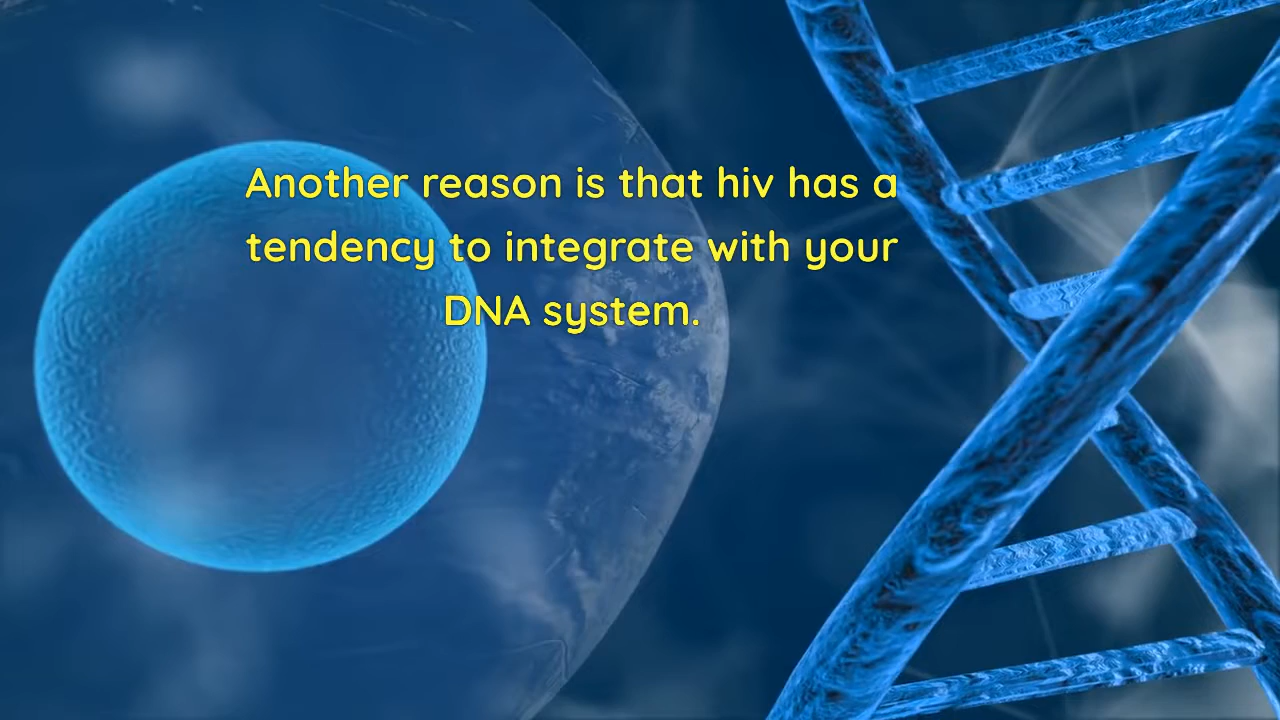 Another reason is that hiv has a
tendency to integrate with your
DNA system.